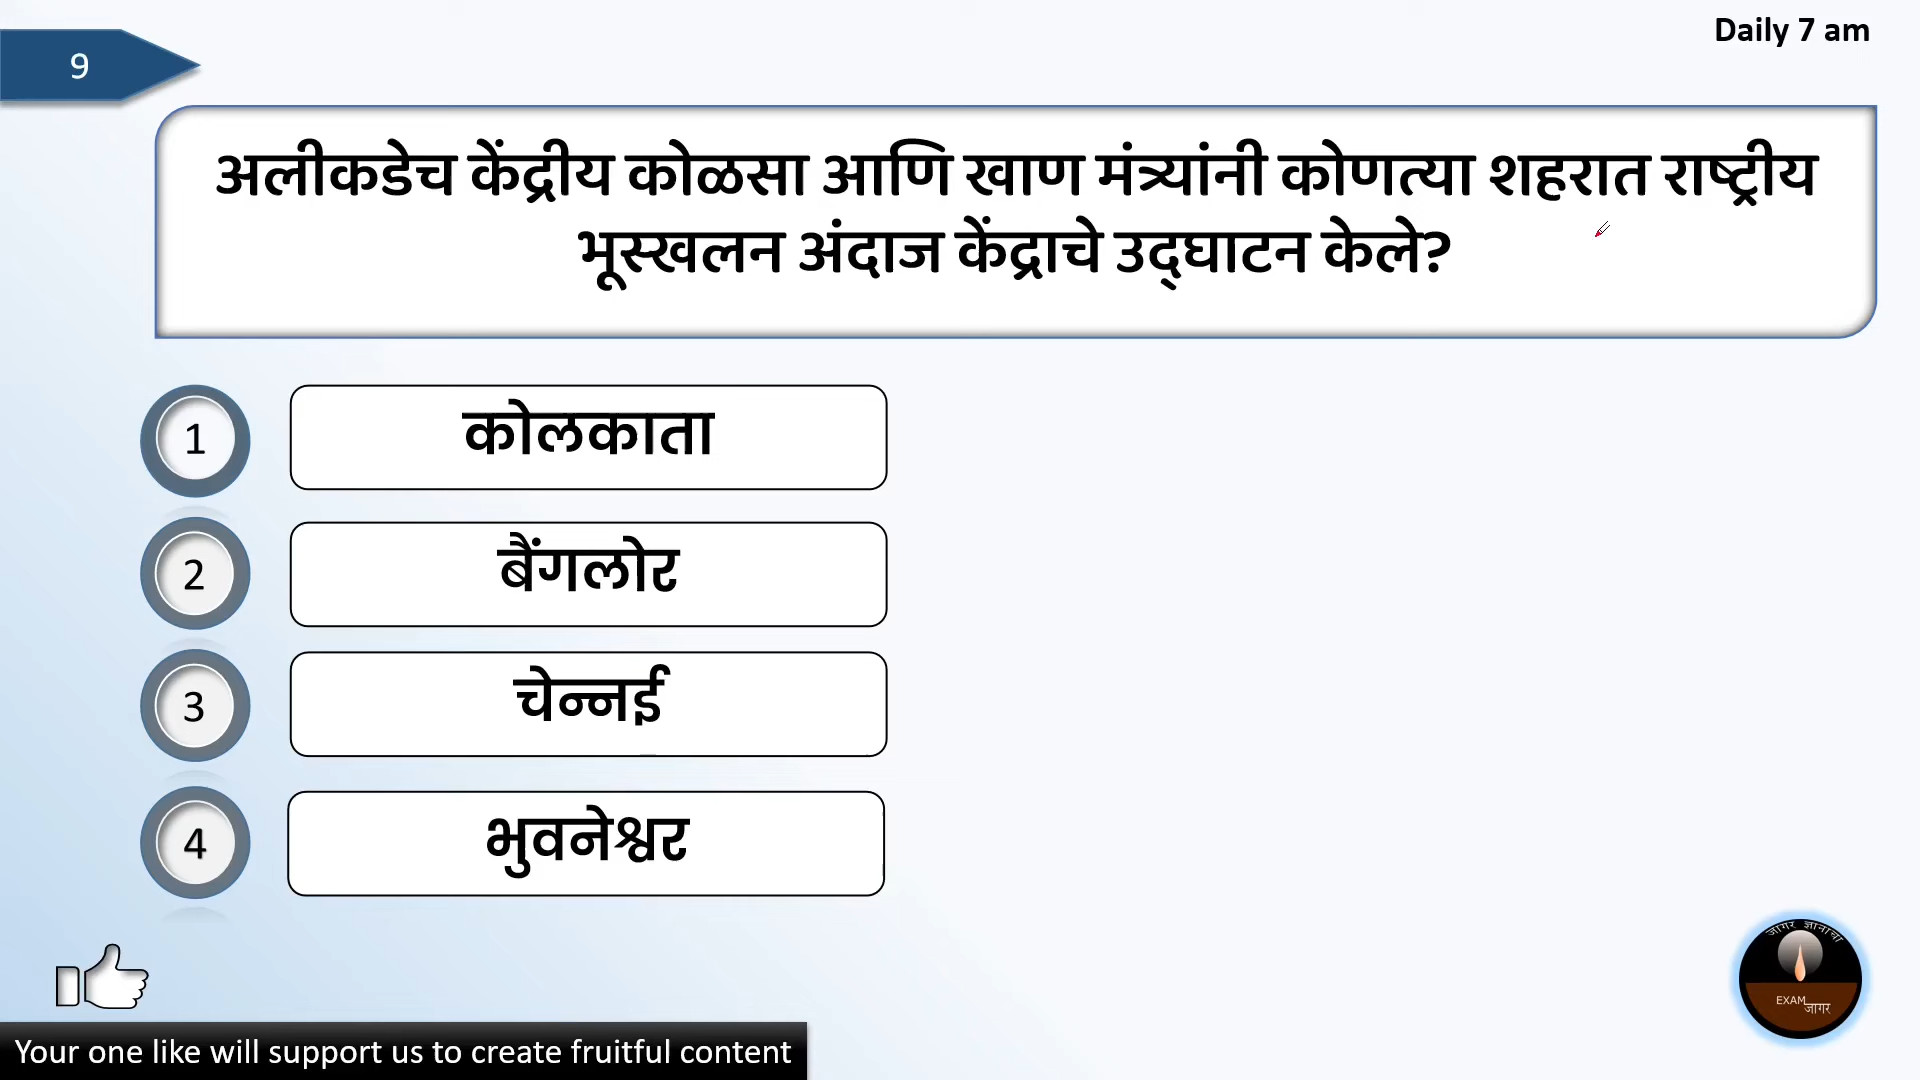 Daily 7 am
9
अलीकडेच केंद्रीय कोळसा आणि खाण मंत्र्यांनी कोणत्या शहरात राष्ट्रीय
भूस्खलन अंदाज केंद्राचे उद्‌घाटन केले?
1
कोलकाता
2
बैंगलोर
3
चेन्नई
4
भुवनेश्वर
जागर ज्ञानाचा
EXAM
जागर
Your one like will support us to create fruitful content